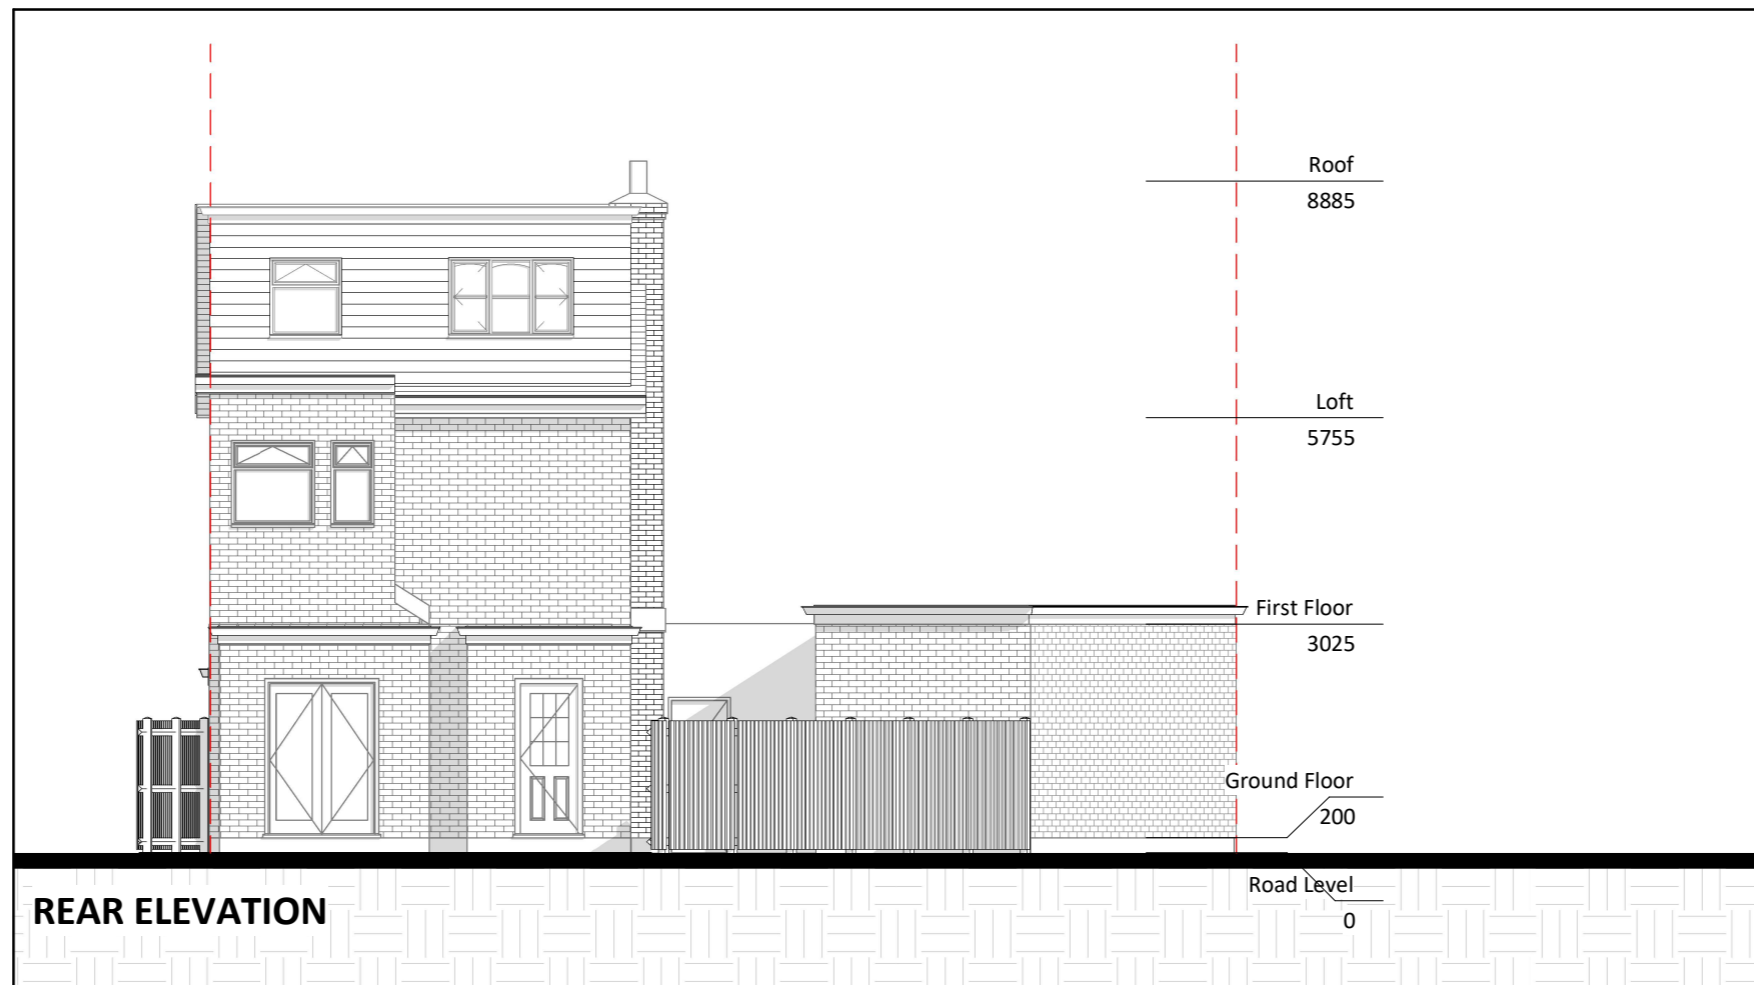 Roof
8885
Loft
5755
First Floor
3025
Ground Floor
200
Road Level
0
REAR ELEVATION